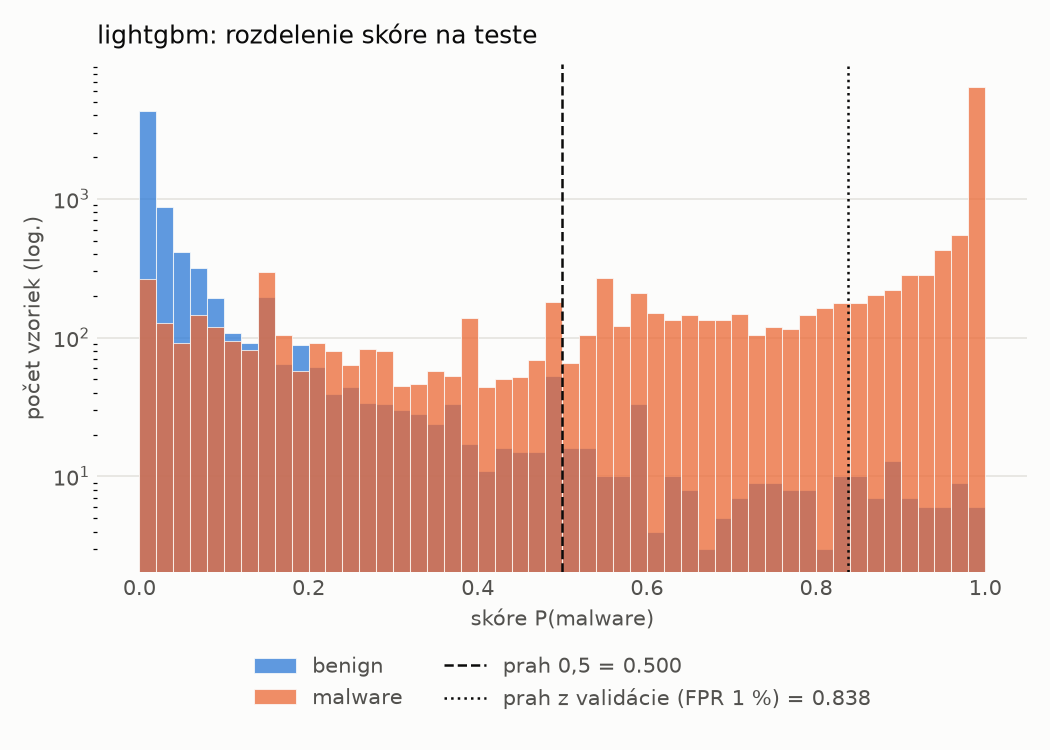 lightgbm: rozdelenie skóre na teste
počet vzoriek (log.)
10³
10²
10¹
0.0 0.2 0.4 0.6 0.8 1.0
skóre P(malware)
benign
malware
prah 0,5 = 0.500
prah z validácie (FPR 1 %) = 0.838